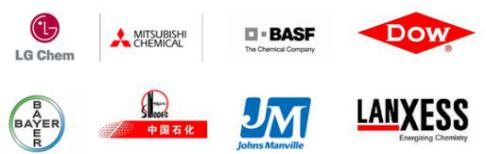 LG Chem
MITSUBISHI
CHEMICAL
BASF
The Chemical Company
Dow
BAYER
BAYER
Sinopec
中国石化
JM
Johns Manville
LANXESS
Energizing Chemistry